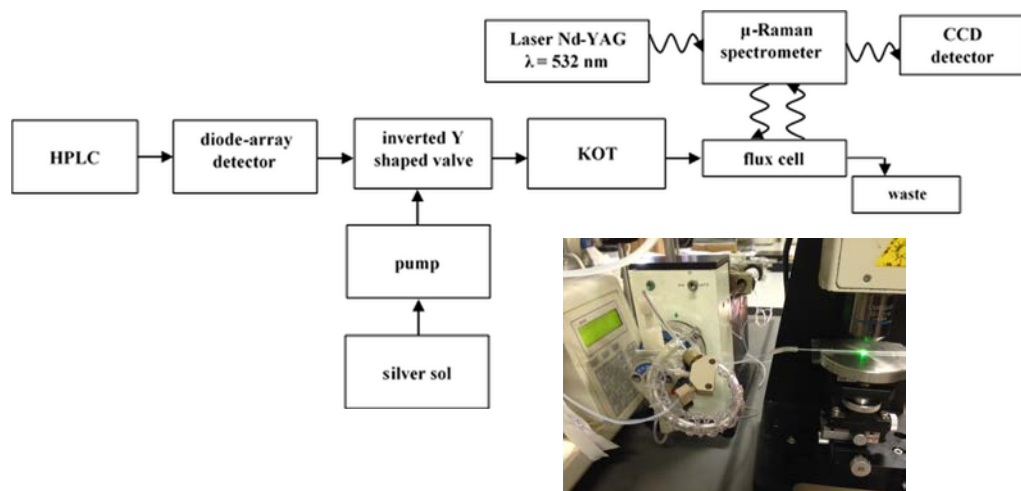 Laser Nd-YAG
λ = 532 nm
µ-Raman
spectrometer
CCD
detector
HPLC
diode-array
detector
inverted Y
shaped valve
KOT
flux cell
waste
pump
silver sol